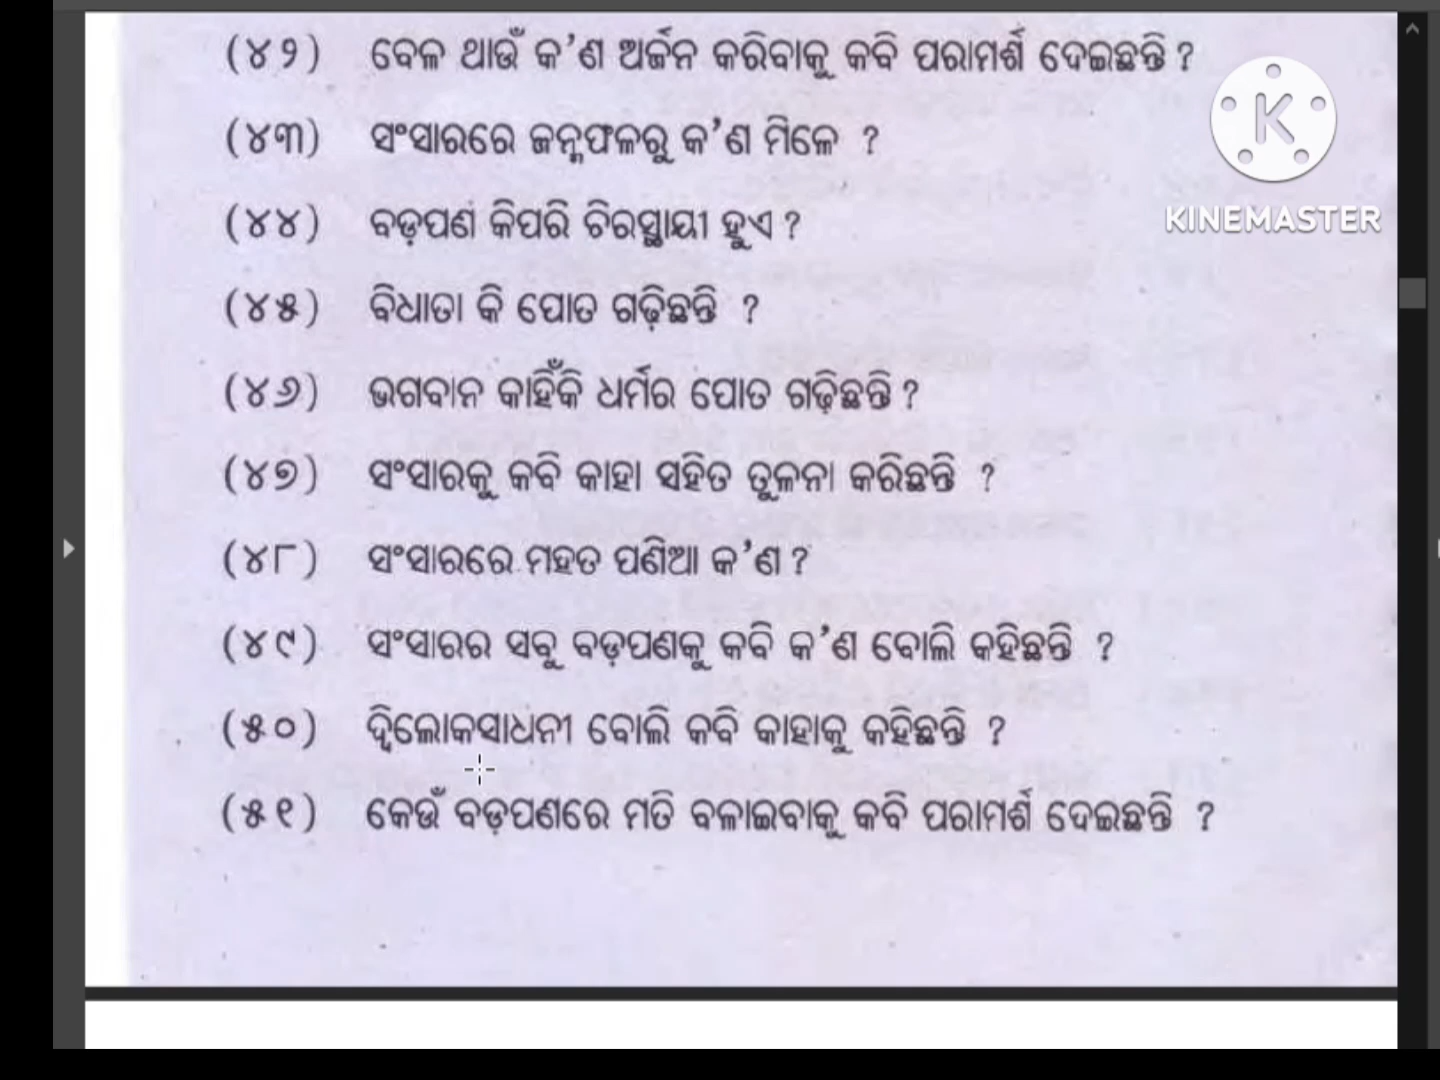 (୪୨) ବେଳ ଥାଉଁ କ'ଣ ଅର୍ଜନ କରିବାକୁ କବି ପରାମର୍ଶ ଦେଇଛନ୍ତି ?
(୪୩) ସଂସାରରେ ଜନ୍ମଫଳରୁ କ'ଣ ମିଳେ ?
(୪୪) ବଡ଼ପଣ କିପରି ଚିରସ୍ଥାୟୀ ହୁଏ ?
(୪୫) ବିଧାତା କି ପୋତ ଗଢ଼ିଛନ୍ତି ?
(୪୬) ଭଗବାନ କାହିଁକି ଧର୍ମର ପୋତ ଗଢ଼ିଛନ୍ତି ?
(୪୭) ସଂସାରକୁ କବି କାହା ସହିତ ତୁଳନା କରିଛନ୍ତି ?
(୪୮) ସଂସାରରେ ମହତ ପଣିଆ କ'ଣ ?
(୪୯) ସଂସାରର ସବୁ ବଡ଼ପଣକୁ କବି କ'ଣ ବୋଲି କହିଛନ୍ତି ?
(୫୦) ଦ୍ୱିଲୋକସାଧନୀ ବୋଲି କବି କାହାକୁ କହିଛନ୍ତି ?
(୫୧) କେଉଁ ବଡ଼ପଣରେ ମତି ବଳାଇବାକୁ କବି ପରାମର୍ଶ ଦେଇଛନ୍ତି ?
K
KINEMASTER